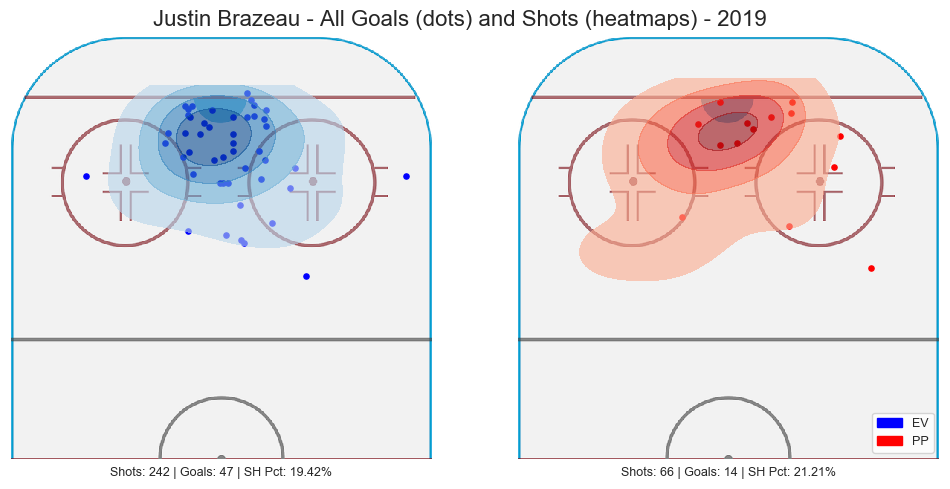 Justin Brazeau - All Goals (dots) and Shots (heatmaps) - 2019
EV
PP
Shots: 242 | Goals: 47 | SH Pct: 19.42%
Shots: 66 | Goals: 14 | SH Pct: 21.21%